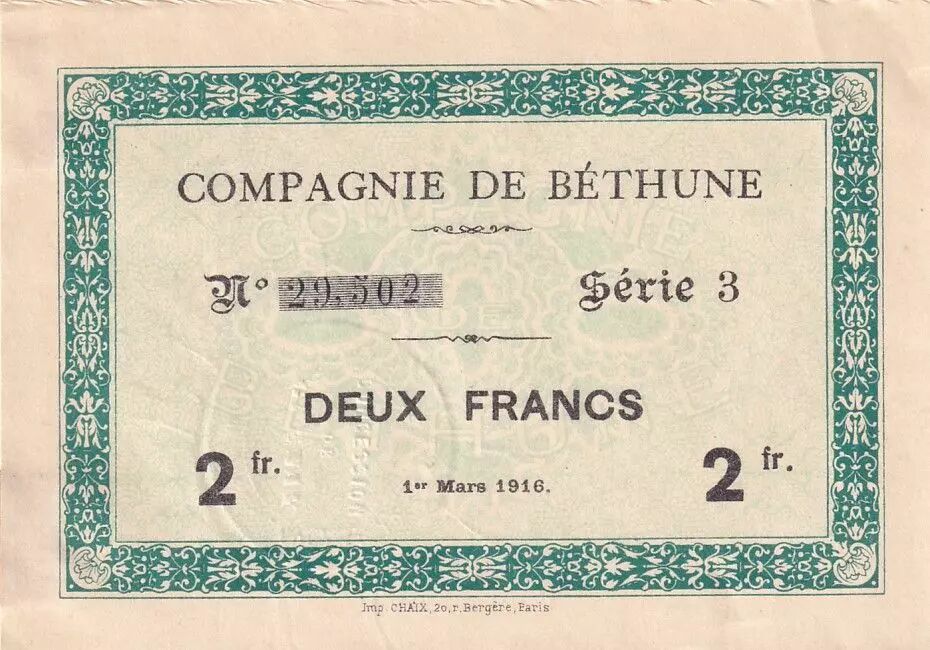 COMPAGNIE DE BÉTHUNE
N° 29.502 Série 3
DEUX FRANCS
2 fr. 1er Mars 1916. 2 fr.
Imp. CHAIX, 20, r. Bergère, Paris